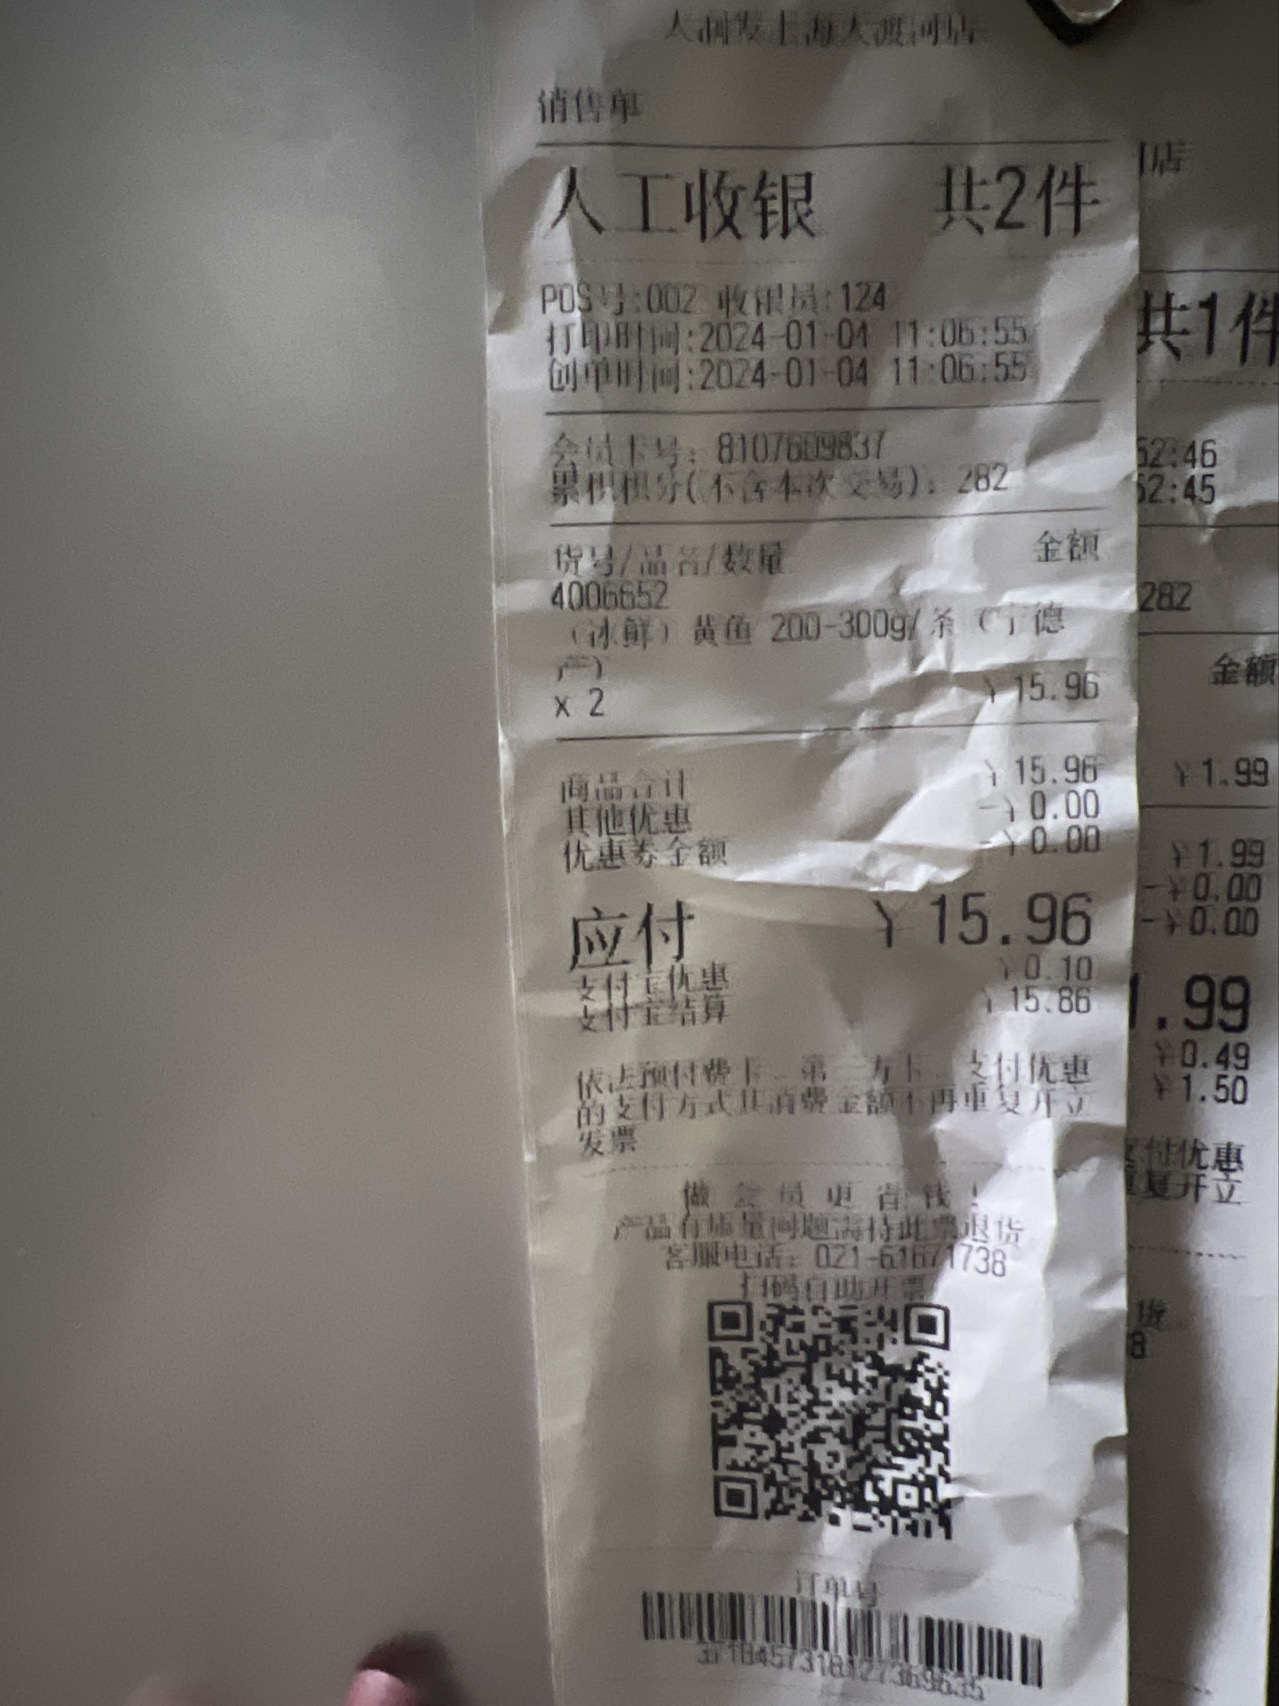 大润发上海大渡河店
销售单
人工收银 共2件
POS号:002 收银员:124
打印时间:2024-01-04 11:06:55
创单时间:2024-01-04 11:06:55
会员卡号: 8107609837
累积积分(不含本次交易): 282
货号/品名/数量 金额
4006652
(冰鲜) 黄鱼 200-300g/条 (宁德
产)
x 2 ¥15.96
商品合计 ¥15.96
其他优惠 -¥0.00
优惠券金额 -¥0.00
应付 ¥15.96
支付宝优惠 ¥0.10
支付宝结算 ¥15.86
依法预付费卡、第三方卡、支付优惠
的支付方式其消费金额不再重复开立
发票
做会员更省钱!
产品有质量问题需持此票退货
客服电话: 021-61671738
扫码自助开票
订单号
店
共1件
52:46
52:45
282
金额
¥1.99
¥1.99
-¥0.00
-¥0.00
1.99
¥0.49
¥1.50
支付优惠
重复开立
货
8